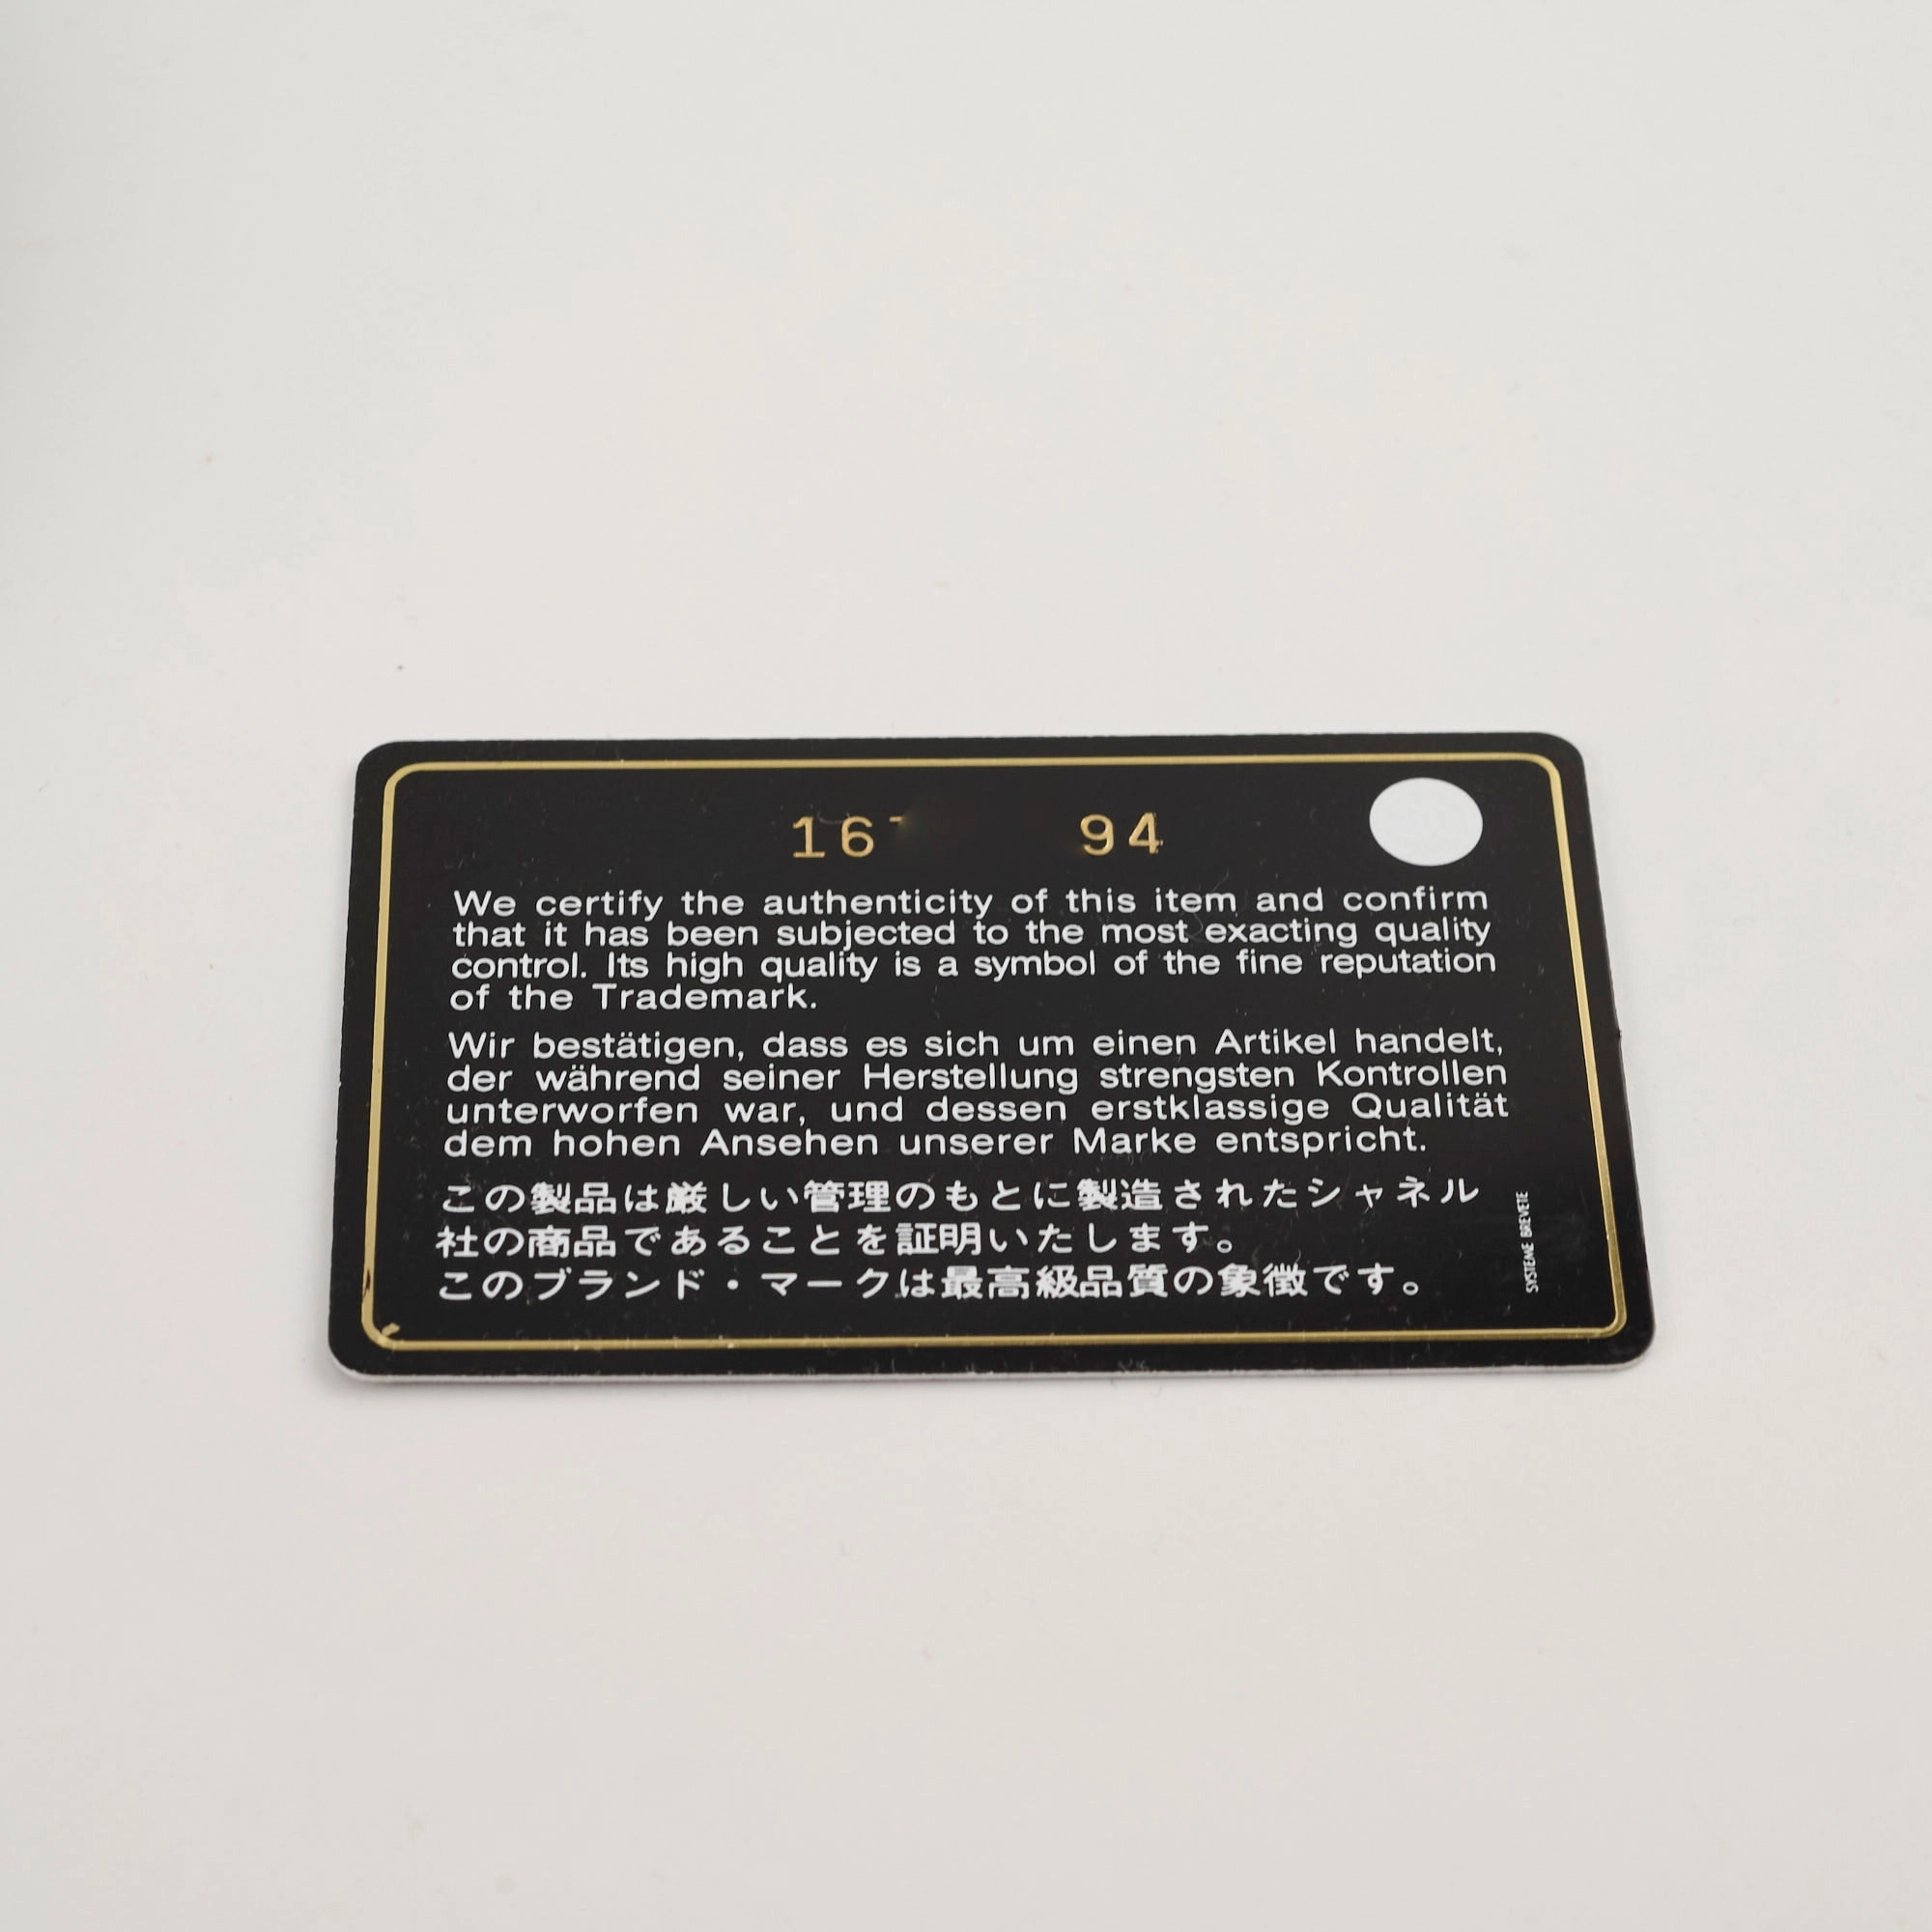 16 94
We certify the authenticity of this item and confirm
that it has been subjected to the most exacting quality
control. Its high quality is a symbol of the fine reputation
of the Trademark.
Wir bestätigen, dass es sich um einen Artikel handelt,
der während seiner Herstellung strengsten Kontrollen
unterworfen war, und dessen erstklassige Qualität
dem hohen Ansehen unserer Marke entspricht.
この製品は厳しい管理のもとに製造されたシャネル
社の商品であることを証明いたします。
このブランド・マークは最高級品質の象徴です。
SYSTEME BREVETE